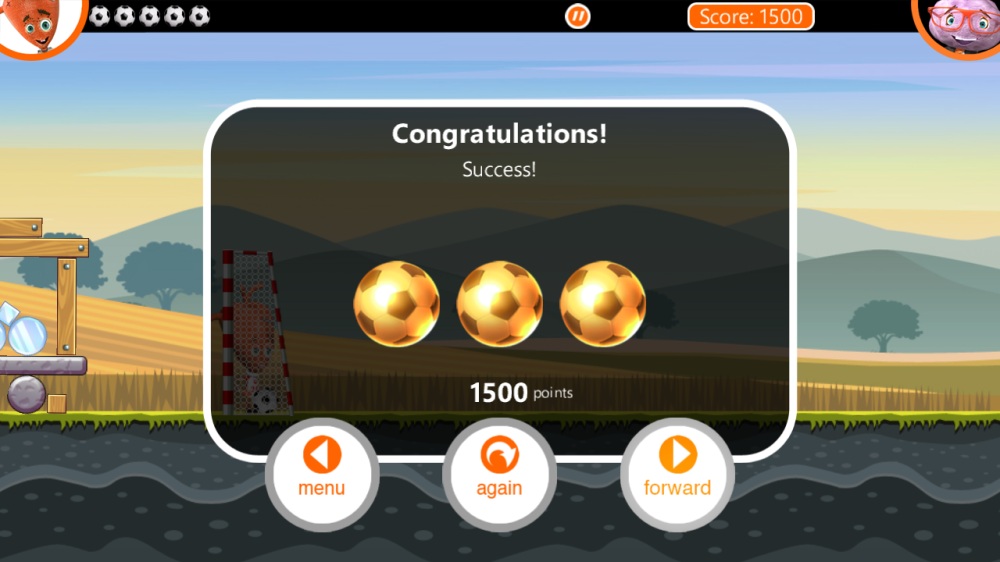 Score: 1500
Congratulations!
Success!
1500 points
menu
again
forward